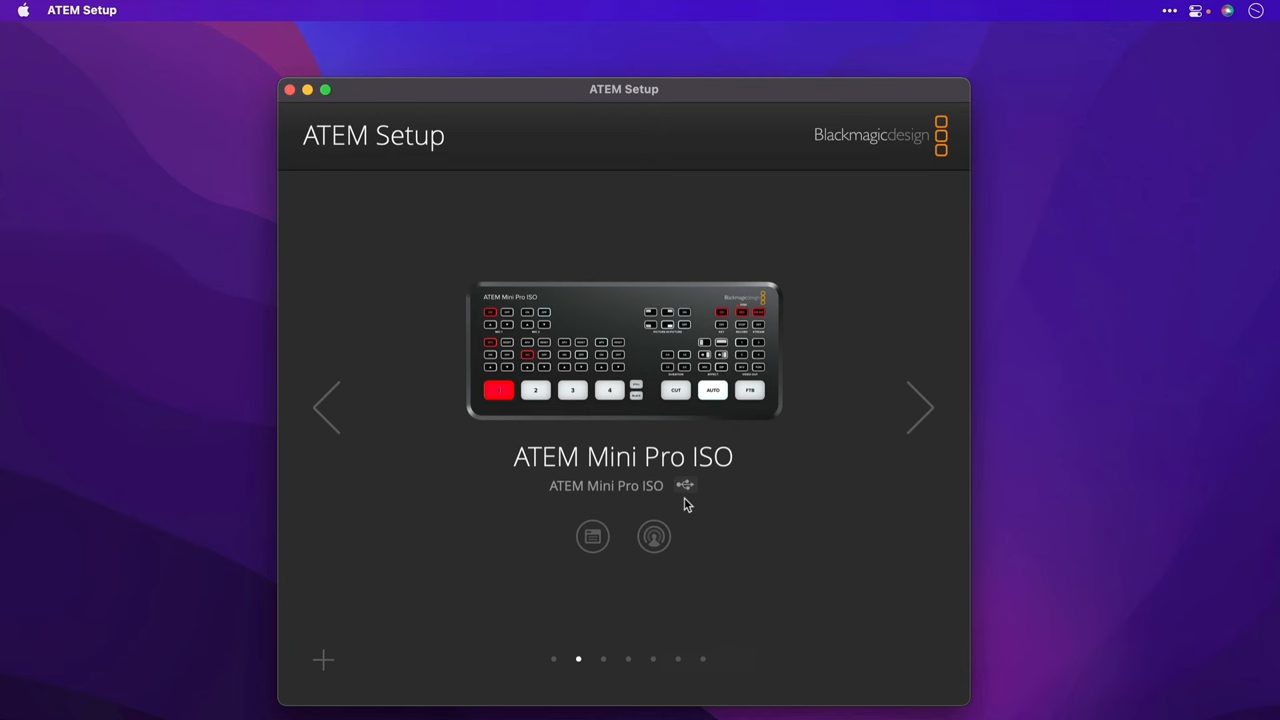 ATEM Setup
ATEM Setup
ATEM Setup
Blackmagicdesign
ATEM Mini Pro ISO
Blackmagicdesign
1 2 3 4 CUT AUTO FTB
ATEM Mini Pro ISO
ATEM Mini Pro ISO